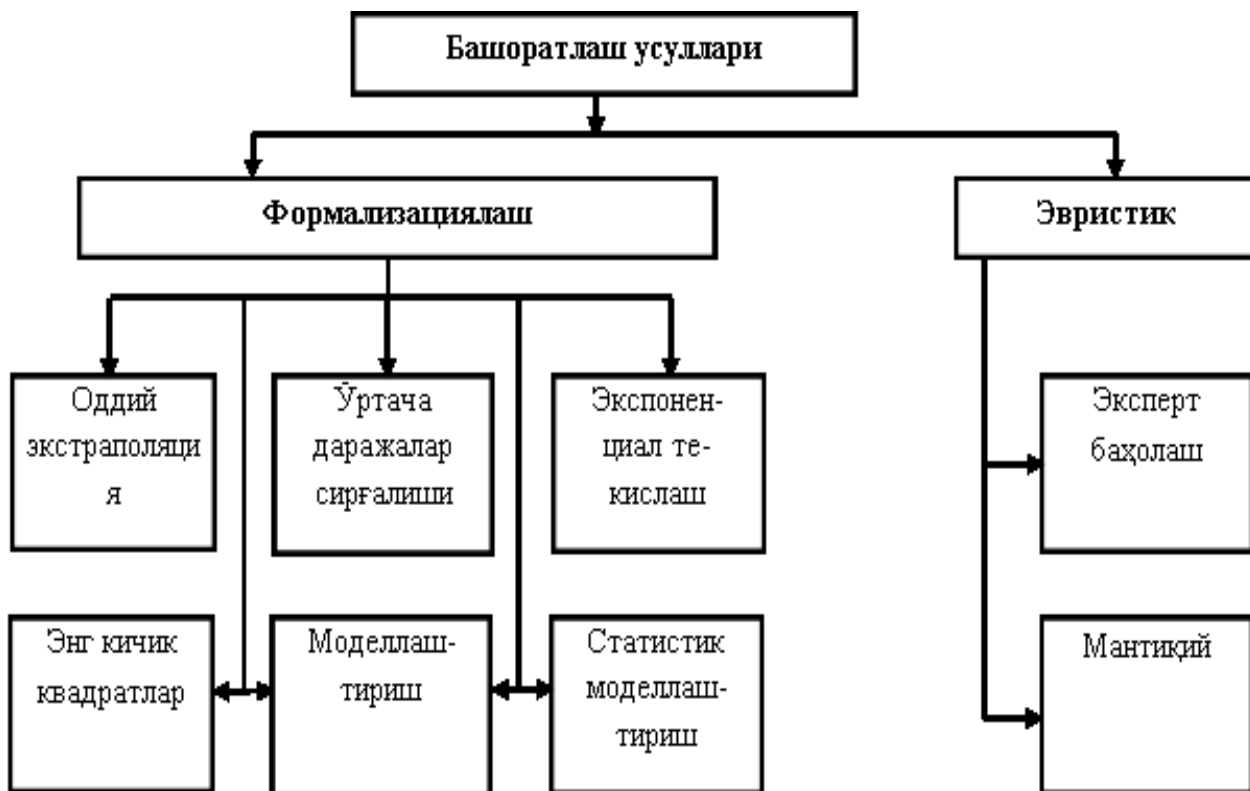 Башоратлаш усуллари
Формализациялаш
Эвристик
Оддий
экстраполяци
я
Ўртача
даражалар
сирғалиши
Экспонен-
циал те-
кислаш
Эксперт
баҳолаш
Энг кичик
квадратлар
Моделлаш-
тириш
Статистик
моделлаш-
тириш
Мантиқий